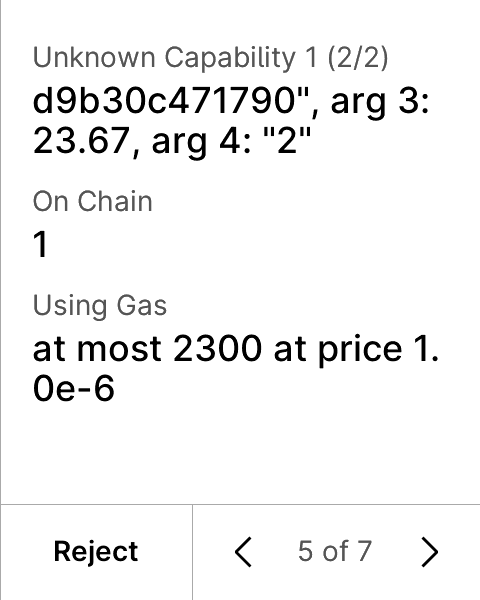 Unknown Capability 1 (2/2)
d9b30c471790", arg 3:
23.67, arg 4: "2"
On Chain
1
Using Gas
at most 2300 at price 1.
0e-6
Reject
5 of 7